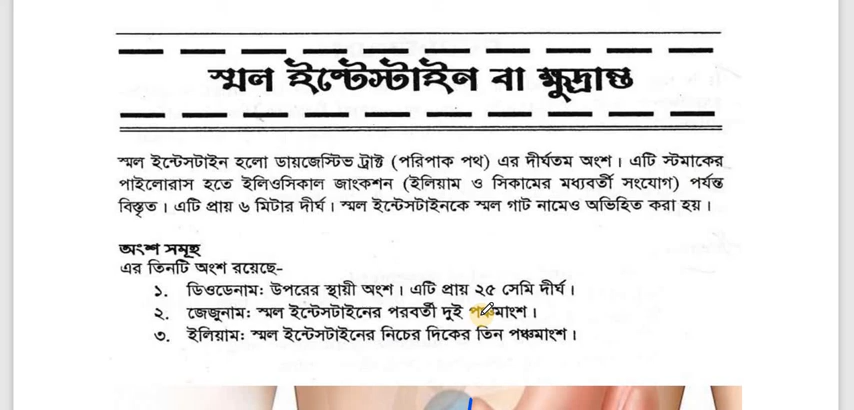 স্মল ইন্টেস্টাইন বা ক্ষুদ্রান্ত্র
স্মল ইন্টেসটাইন হলো ডায়জেস্টিভ ট্রাক্ট (পরিপাক পথ) এর দীর্ঘতম অংশ। এটি স্টমাকের
পাইলোরাস হতে ইলিওসিকাল জাংকশন (ইলিয়াম ও সিকামের মধ্যবর্তী সংযোগ) পর্যন্ত
বিস্তৃত। এটি প্রায় ৬ মিটার দীর্ঘ। স্মল ইন্টেসটাইনকে স্মল গাট নামেও অভিহিত করা হয়।
অংশ সমূহ
এর তিনটি অংশ রয়েছে-
১. ডিওডেনাম: উপরের স্থায়ী অংশ। এটি প্রায় ২৫ সেমি দীর্ঘ।
২. জেজুনাম: স্মল ইন্টেসটাইনের পরবর্তী দুই পঞ্চমাংশ।
৩. ইলিয়াম: স্মল ইন্টেসটাইনের নিচের দিকের তিন পঞ্চমাংশ।